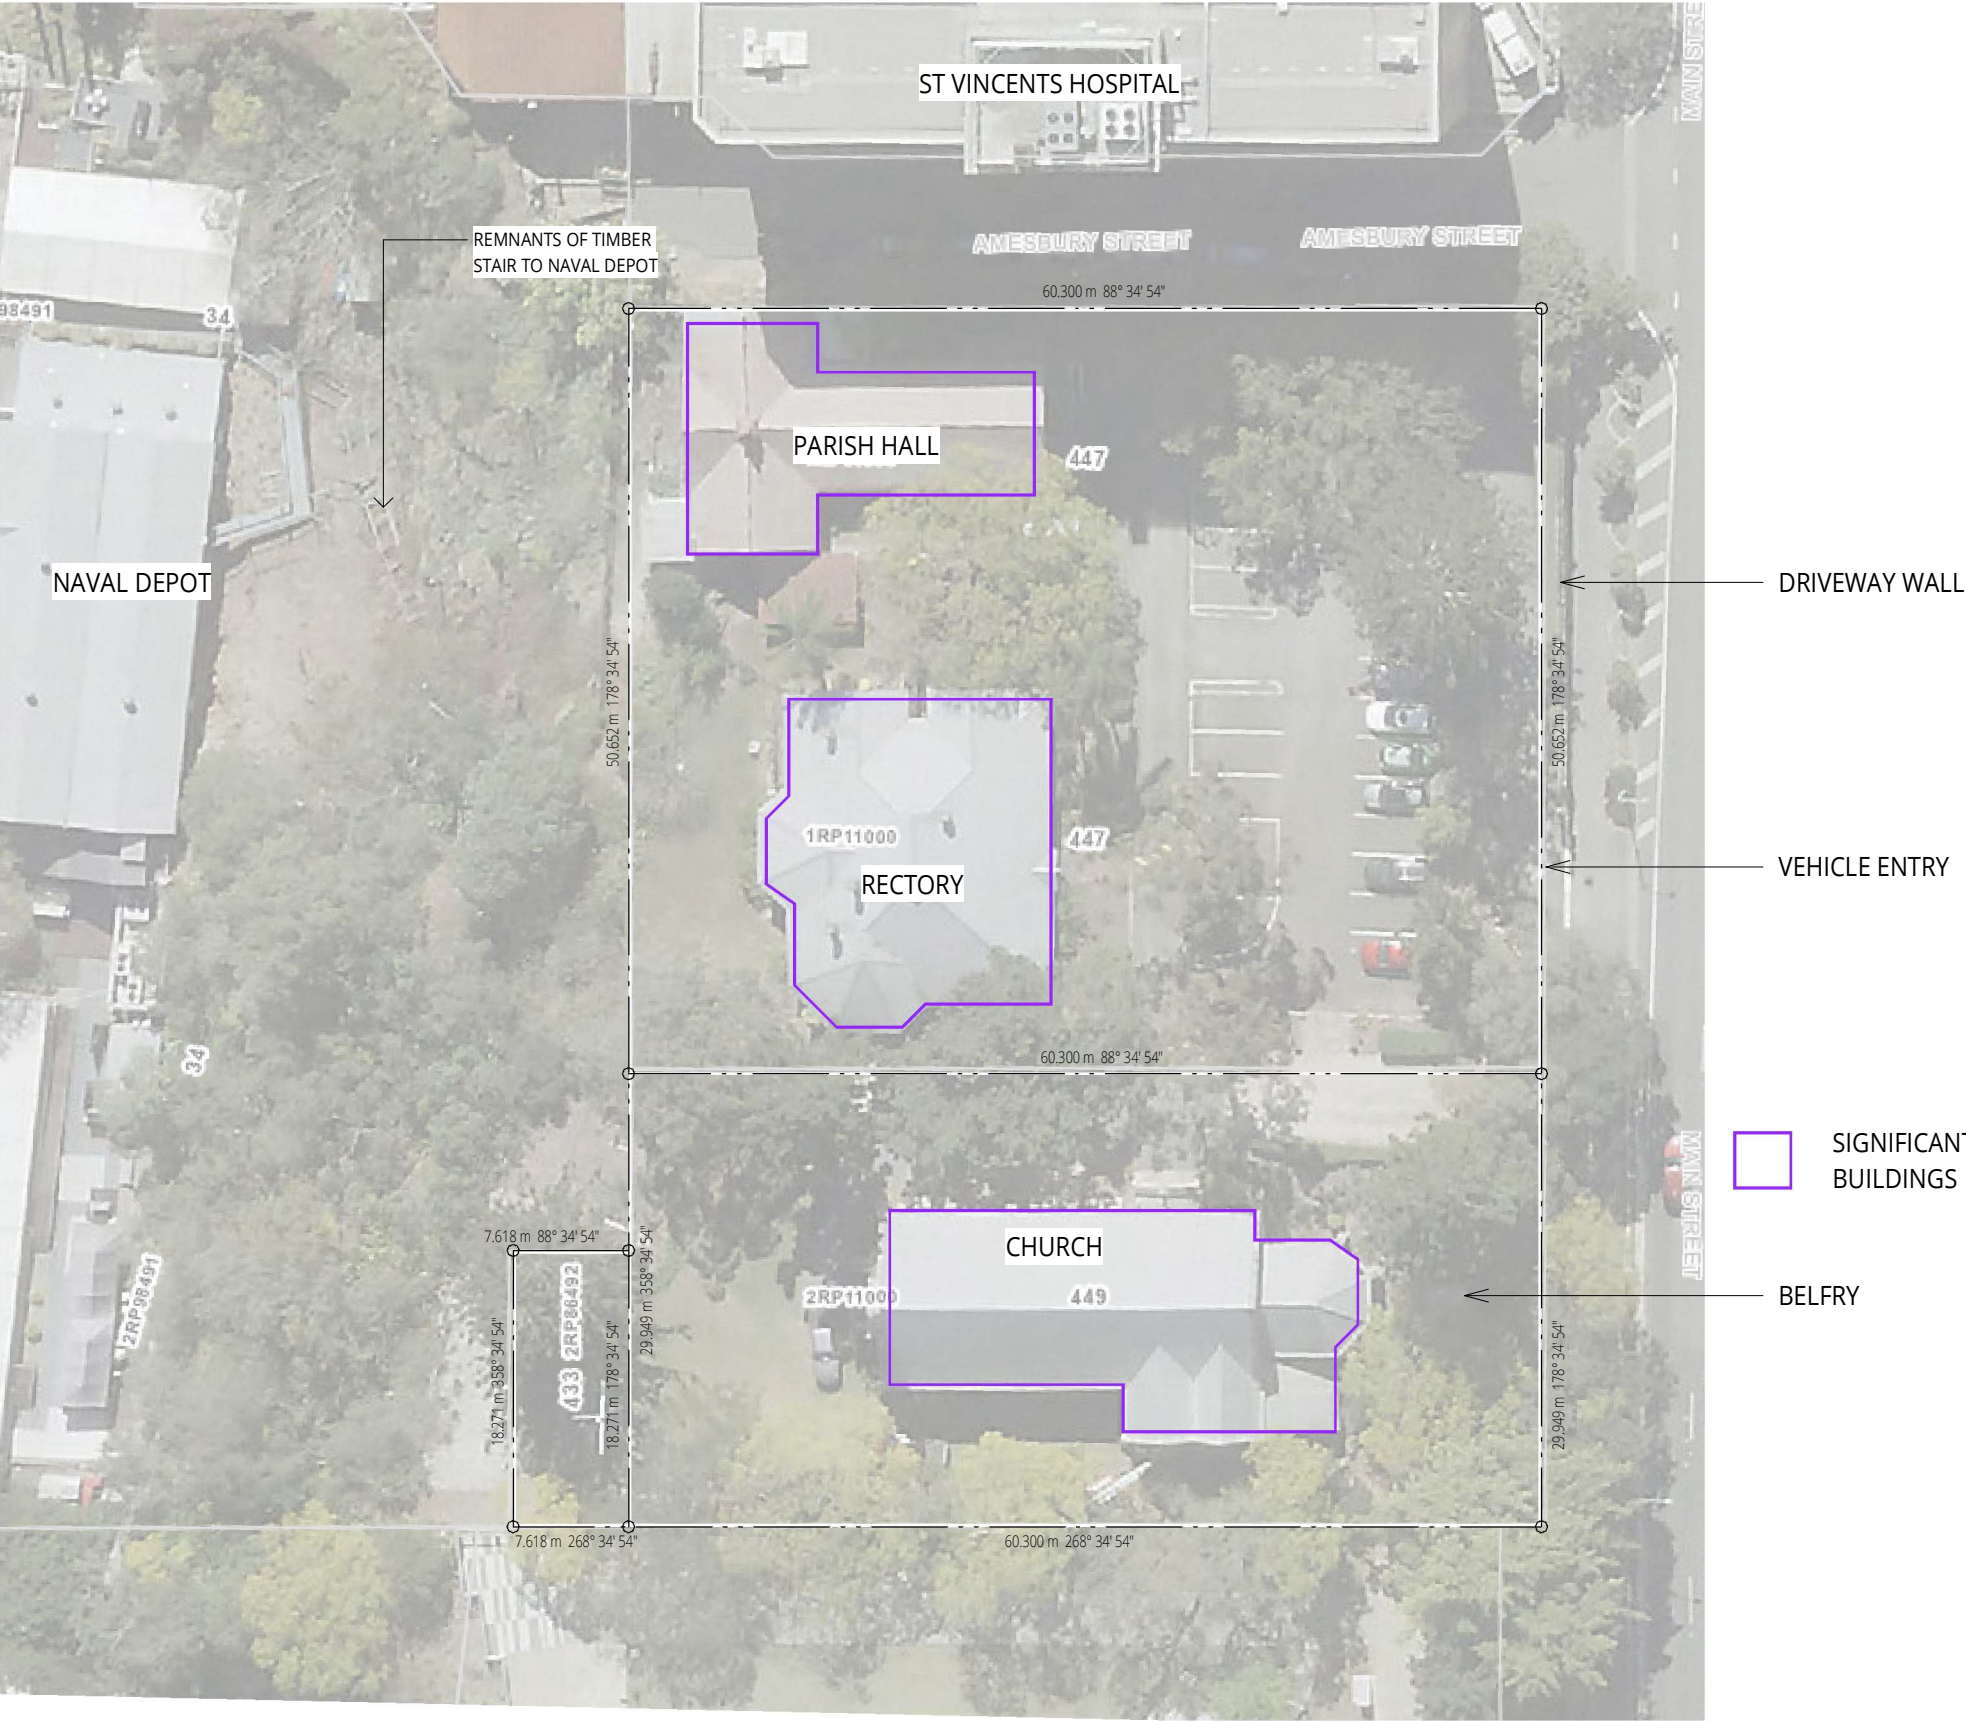 MAIN STRE
ST VINCENTS HOSPITAL
REMNANTS OF TIMBER
STAIR TO NAVAL DEPOT
AMESBURY STREET
AMESBURY STREET
60.300 m 88° 34' 54"
98491
34
PARISH HALL
447
NAVAL DEPOT
DRIVEWAY WALL
50.652 m 178° 34' 54"
50.652 m 178° 34' 54"
1RP11000
447
RECTORY
VEHICLE ENTRY
34
60.300 m 88° 34' 54"
SIGNIFICANT
BUILDINGS
MAIN STREET
7.618 m 88° 34' 54"
CHURCH
2RP98491
433 2RP88492
29.949 m 358° 34' 54"
2RP11000
449
BELFRY
18.271 m 358° 34' 54"
18.271 m 178° 34' 54"
29.949 m 178° 34' 54"
7.618 m 268° 34' 54"
60.300 m 268° 34' 54"